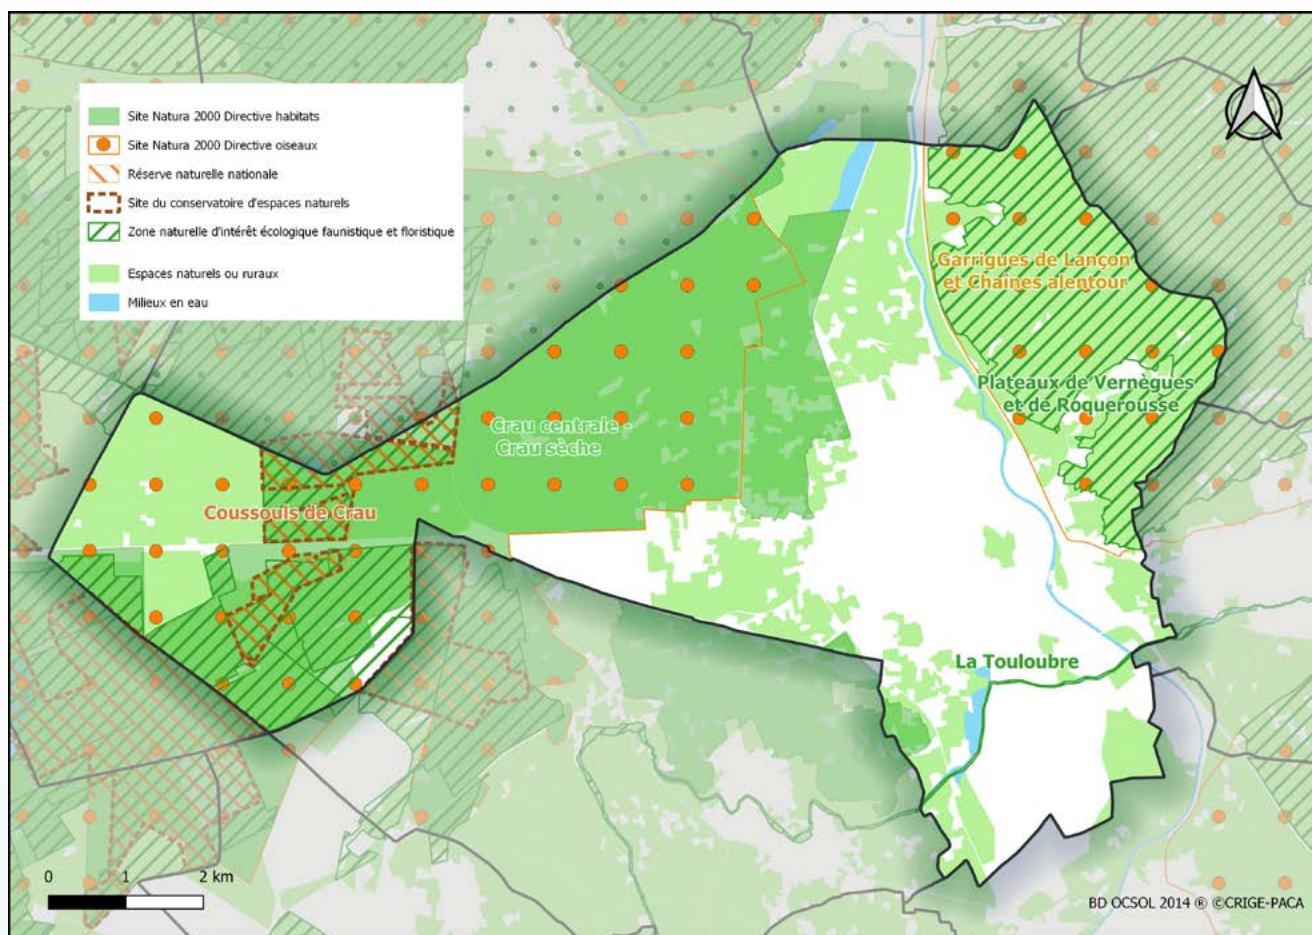 Site Natura 2000 Directive habitats
Site Natura 2000 Directive oiseaux
Réserve naturelle nationale
Site du conservatoire d'espaces naturels
Zone naturelle d'intérêt écologique faunistique et floristique
Espaces naturels ou ruraux
Milieux en eau
Garrigues de Lançon
et Chaînes alentour
Plateaux de Vernègues
et de Roquerousse
Crau centrale -
Crau sèche
Coussouls de Crau
La Touloubre
0 1 2 km
BD OCSOL 2014 ® ©CRIGE-PACA